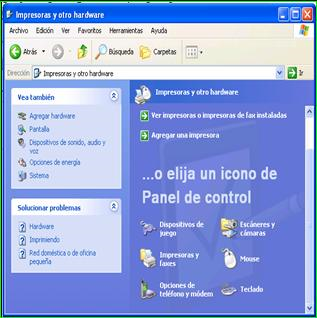 Impresoras y otro hardware
Archivo Edición Ver Favoritos Herramientas Ayuda
Atrás Búsqueda Carpetas
Dirección Impresoras y otro hardware Ir
Vea también
Agregar hardware
Pantalla
Dispositivos de sonido, audio y
voz
Opciones de energía
Sistema
Solucionar problemas
Hardware
Imprimiendo
Red doméstica o de oficina
pequeña
Impresoras y otro hardware
Ver impresoras o impresoras de fax instaladas
Agregar una impresora
...o elija un icono de
Panel de control
Dispositivos de
juego
Escáneres y
cámaras
Impresoras y
faxes
Mouse
Opciones de
teléfono y módem
Teclado